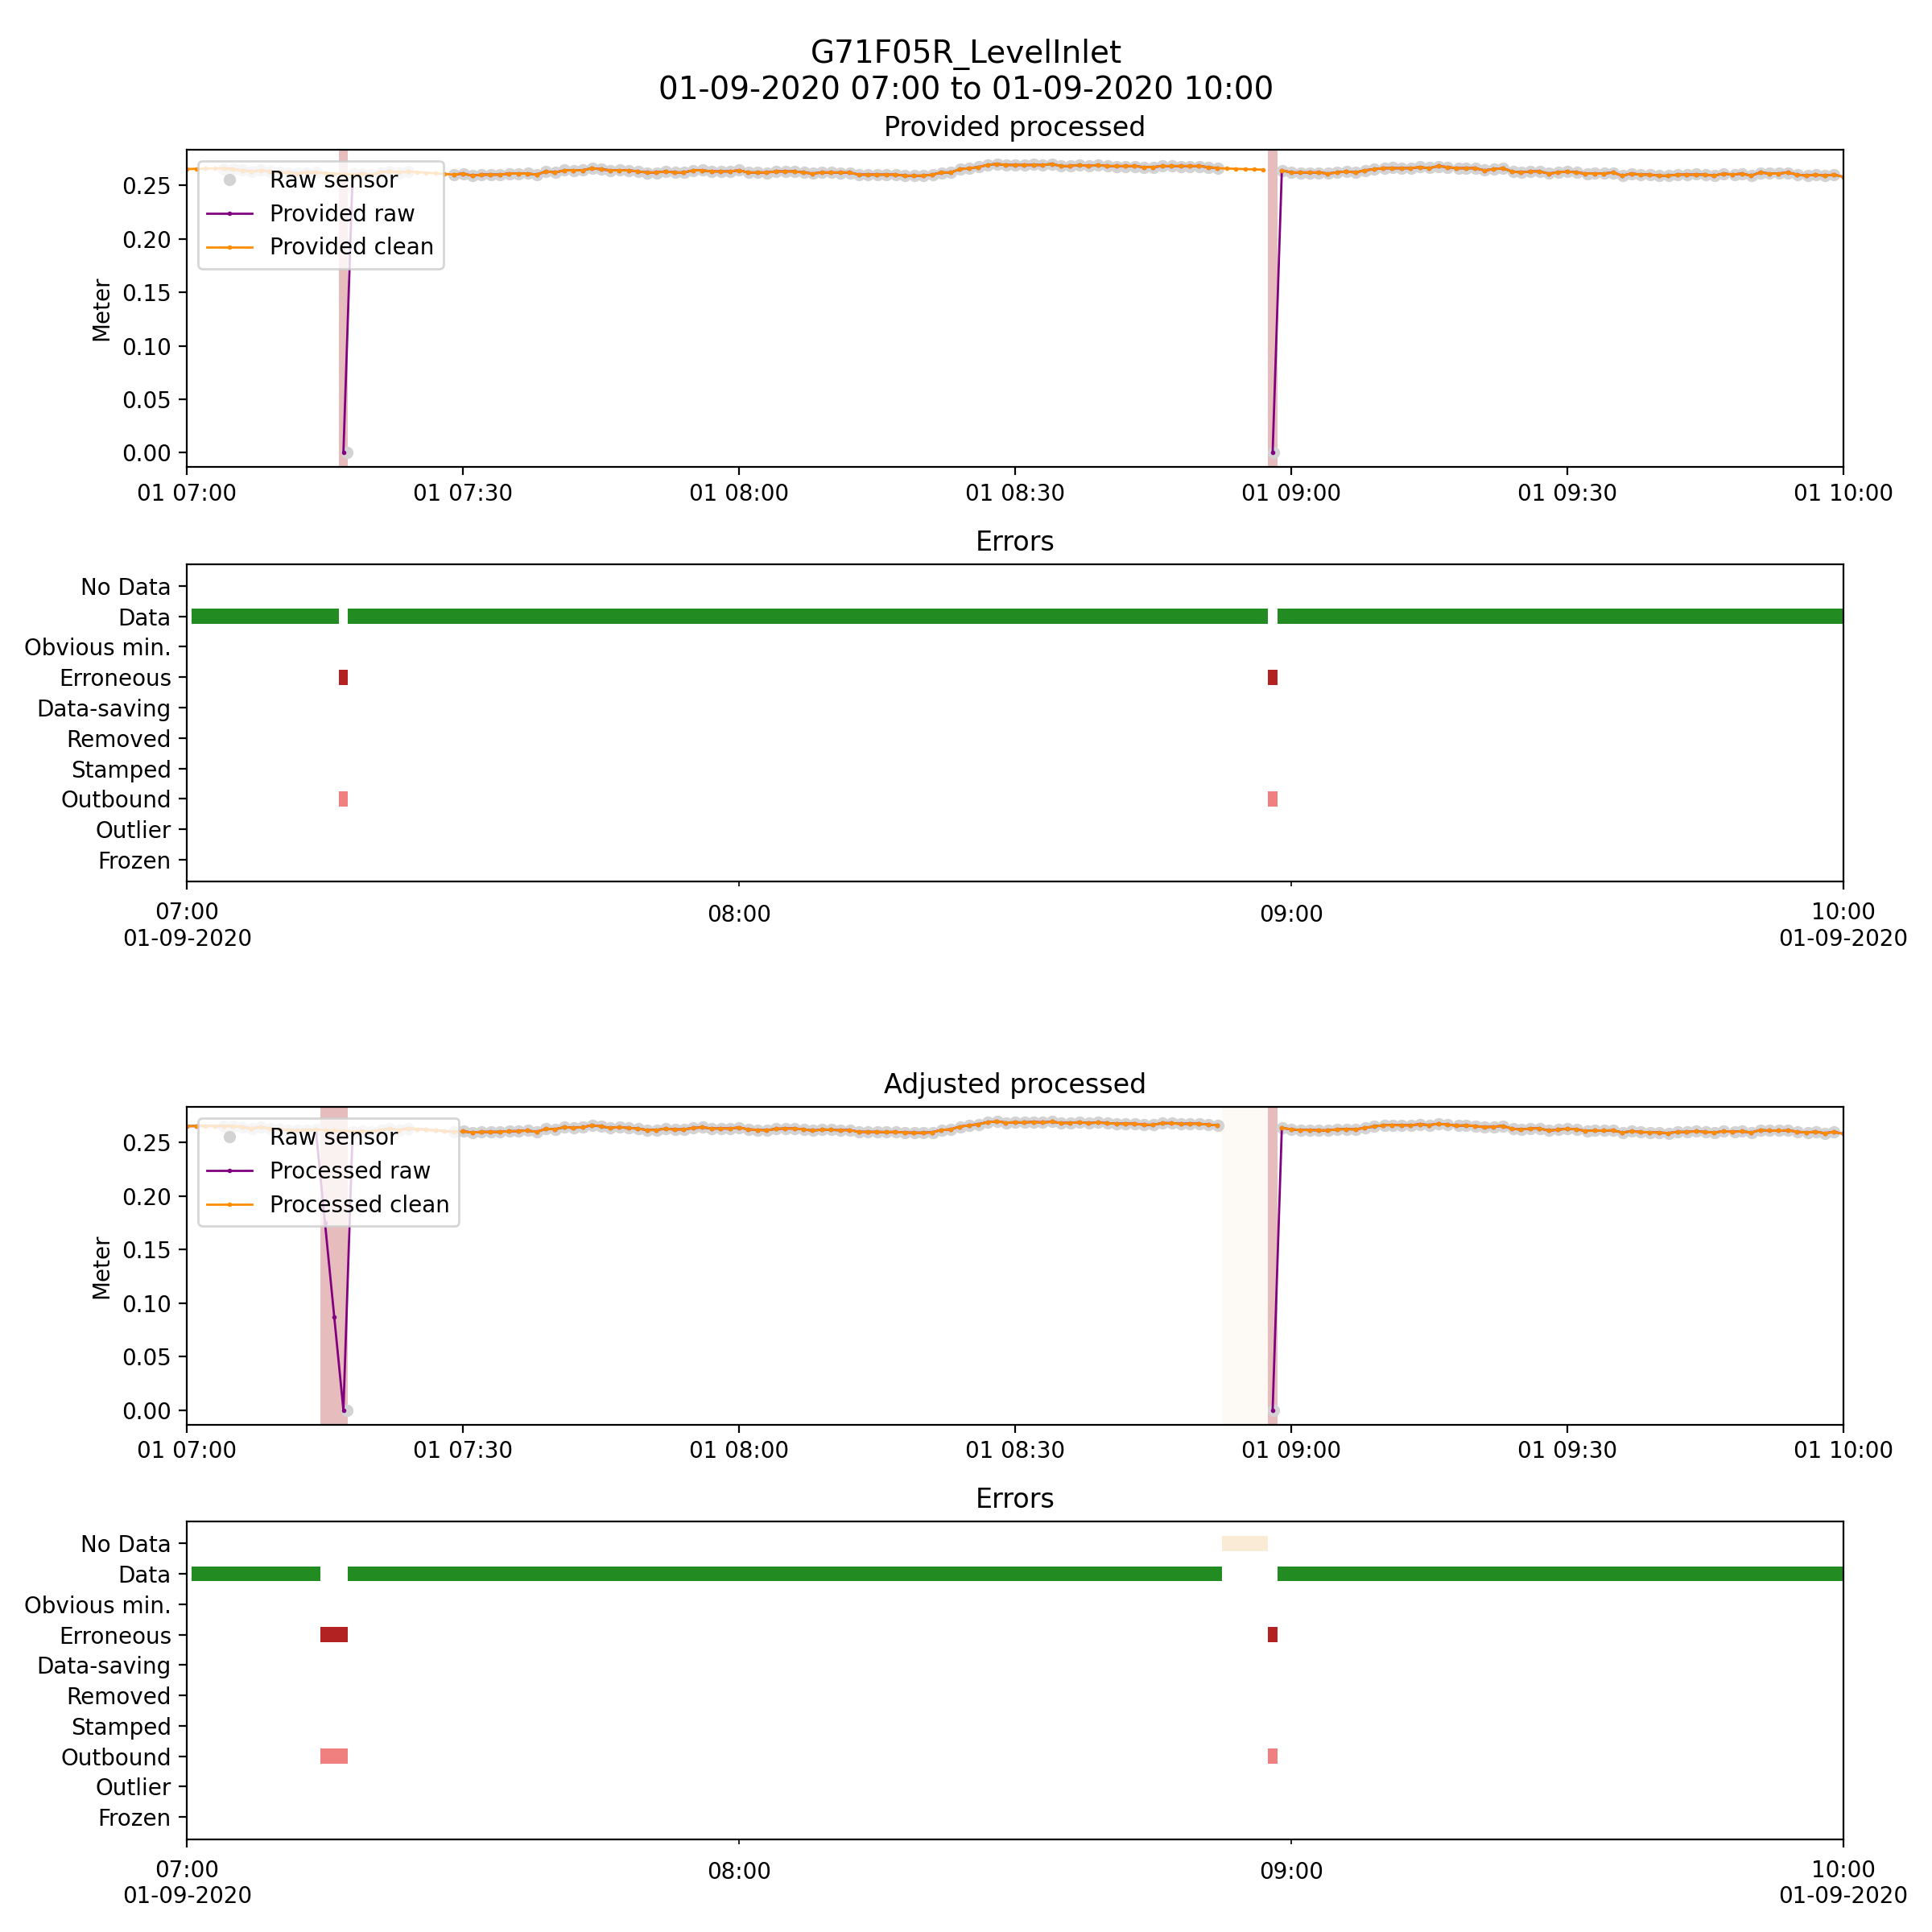 G71F05R_LevelInlet
01-09-2020 07:00 to 01-09-2020 10:00
Provided processed
Meter
0.25
0.20
0.15
0.10
0.05
0.00
Raw sensor
Provided raw
Provided clean
01 07:00 01 07:30 01 08:00 01 08:30 01 09:00 01 09:30 01 10:00
Errors
No Data
Data
Obvious min.
Erroneous
Data-saving
Removed
Stamped
Outbound
Outlier
Frozen
07:00 08:00 09:00 10:00
01-09-2020 01-09-2020
Adjusted processed
Meter
0.25
0.20
0.15
0.10
0.05
0.00
Raw sensor
Processed raw
Processed clean
01 07:00 01 07:30 01 08:00 01 08:30 01 09:00 01 09:30 01 10:00
Errors
No Data
Data
Obvious min.
Erroneous
Data-saving
Removed
Stamped
Outbound
Outlier
Frozen
07:00 08:00 09:00 10:00
01-09-2020 01-09-2020